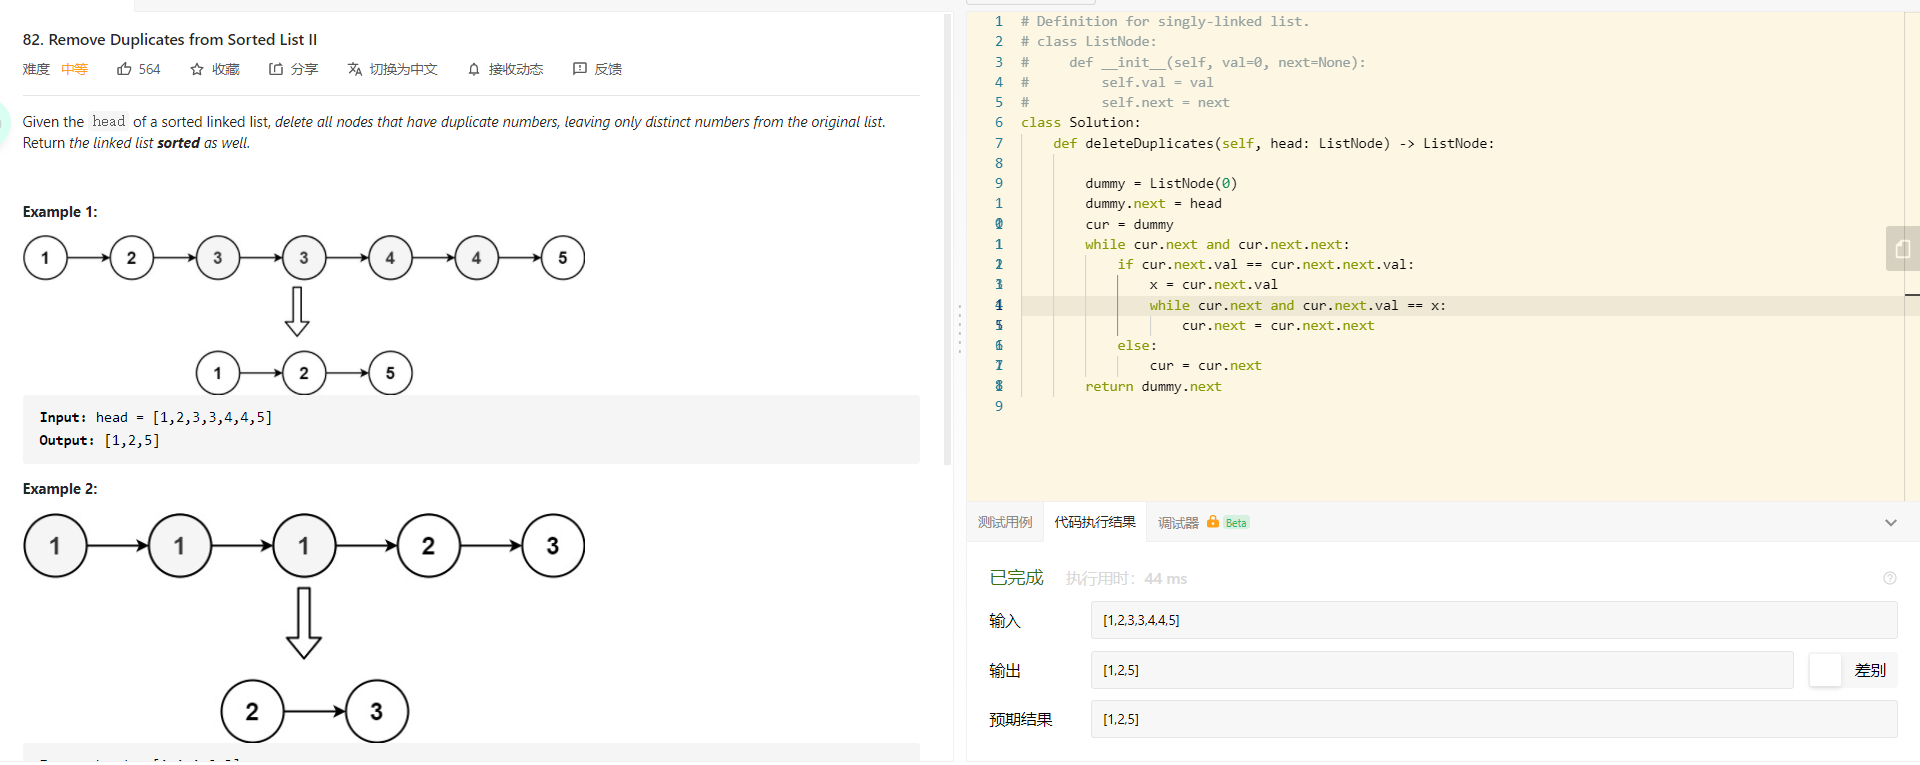 82. Remove Duplicates from Sorted List II
难度 中等 564 收藏 分享 切换为中文 接收动态 反馈
Given the head of a sorted linked list, delete all nodes that have duplicate numbers, leaving only distinct numbers from the original list.
Return the linked list sorted as well.
Example 1:
1 2 3 3 4 4 5
1 2 5
Input: head = [1,2,3,3,4,4,5]
Output: [1,2,5]
Example 2:
1 1 1 2 3
2 3
1 # Definition for singly-linked list.
2 # class ListNode:
3 #     def __init__(self, val=0, next=None):
4 #         self.val = val
5 #         self.next = next
6 class Solution:
7     def deleteDuplicates(self, head: ListNode) -> ListNode:
8
9         dummy = ListNode(0)
1         dummy.next = head
        cur = dummy
1         while cur.next and cur.next.next:
            if cur.next.val == cur.next.next.val:
                x = cur.next.val
                while cur.next and cur.next.val == x:
                    cur.next = cur.next.next
            else:
                cur = cur.next
        return dummy.next
9
测试用例 代码执行结果 调试器 Beta
已完成 执行用时: 44 ms
输入 [1,2,3,3,4,4,5]
输出 [1,2,5] 差别
预期结果 [1,2,5]